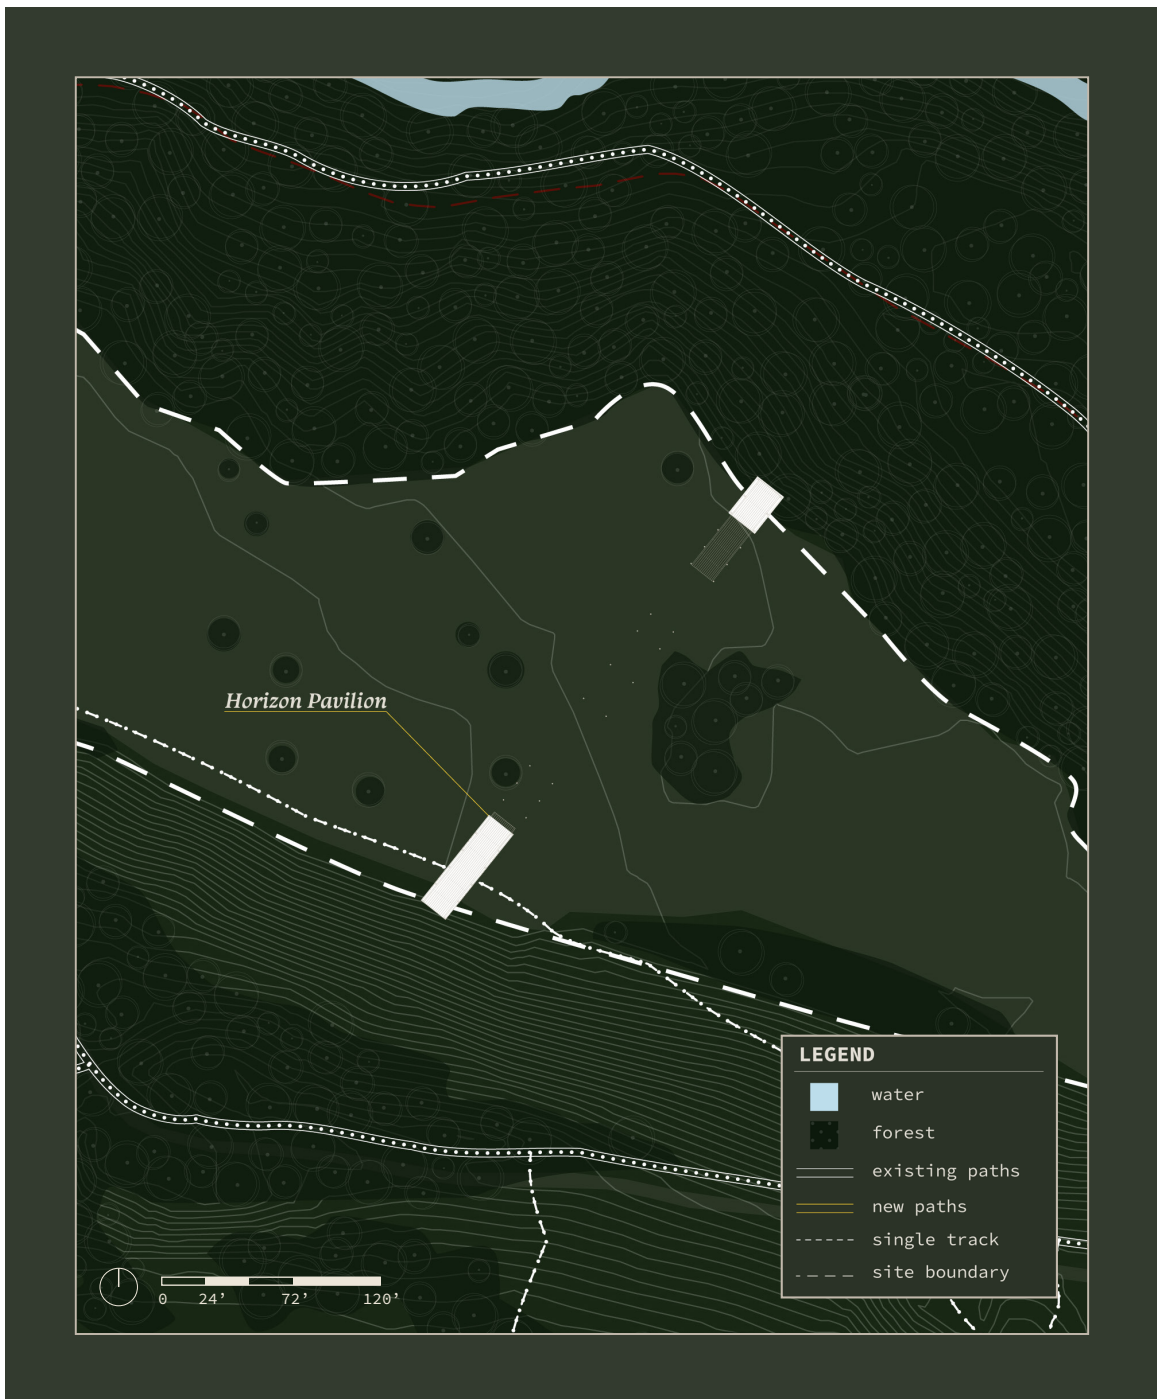 Horizon Pavilion
LEGEND
water
forest
existing paths
new paths
single track
site boundary
0 24’ 72’ 120’